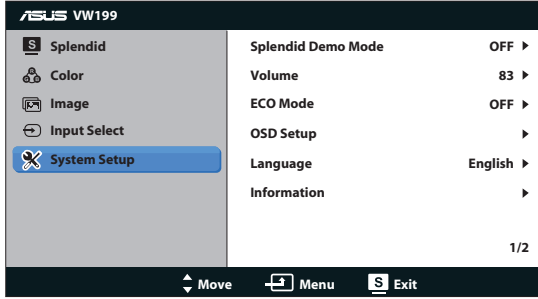 ASUS VW199
S Splendid
Color
Image
Input Select
System Setup
Splendid Demo Mode OFF
Volume 83
ECO Mode OFF
OSD Setup
Language English
Information
1/2
Move Menu S Exit